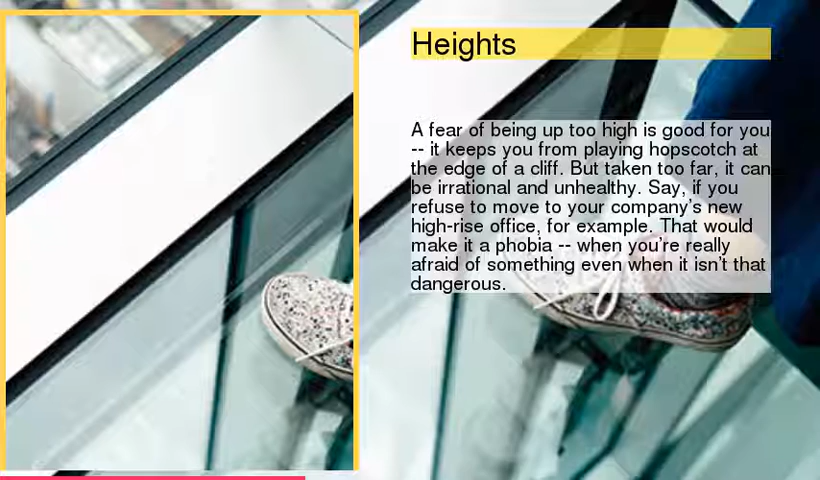 Heights
A fear of being up too high is good for you
-- it keeps you from playing hopscotch at
the edge of a cliff. But taken too far, it can
be irrational and unhealthy. Say, if you
refuse to move to your company’s new
high-rise office, for example. That would
make it a phobia -- when you’re really
afraid of something even when it isn’t that
dangerous.